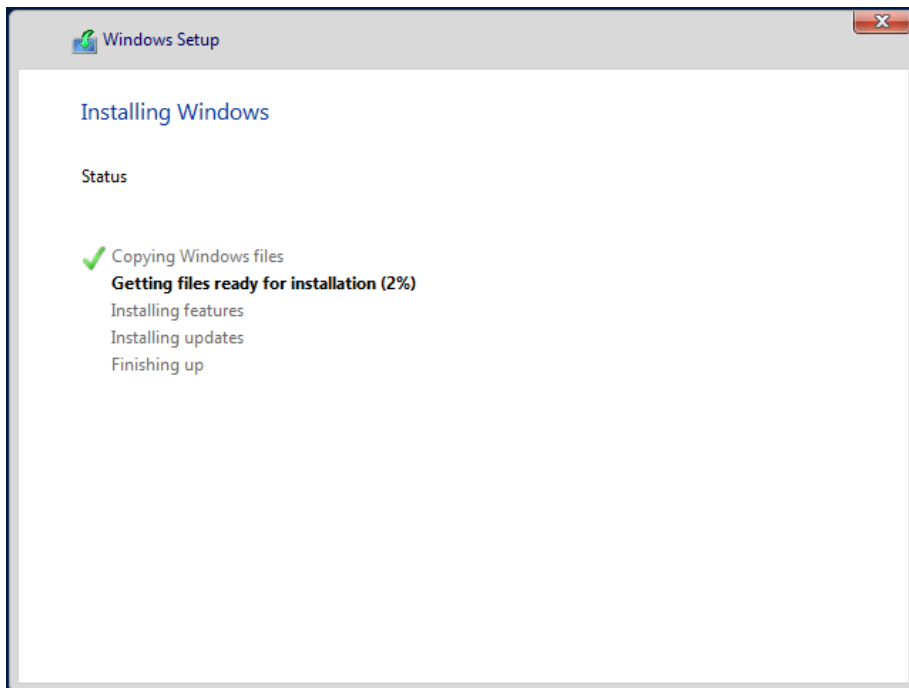 Windows Setup
Installing Windows
Status
Copying Windows files
Getting files ready for installation (2%)
Installing features
Installing updates
Finishing up